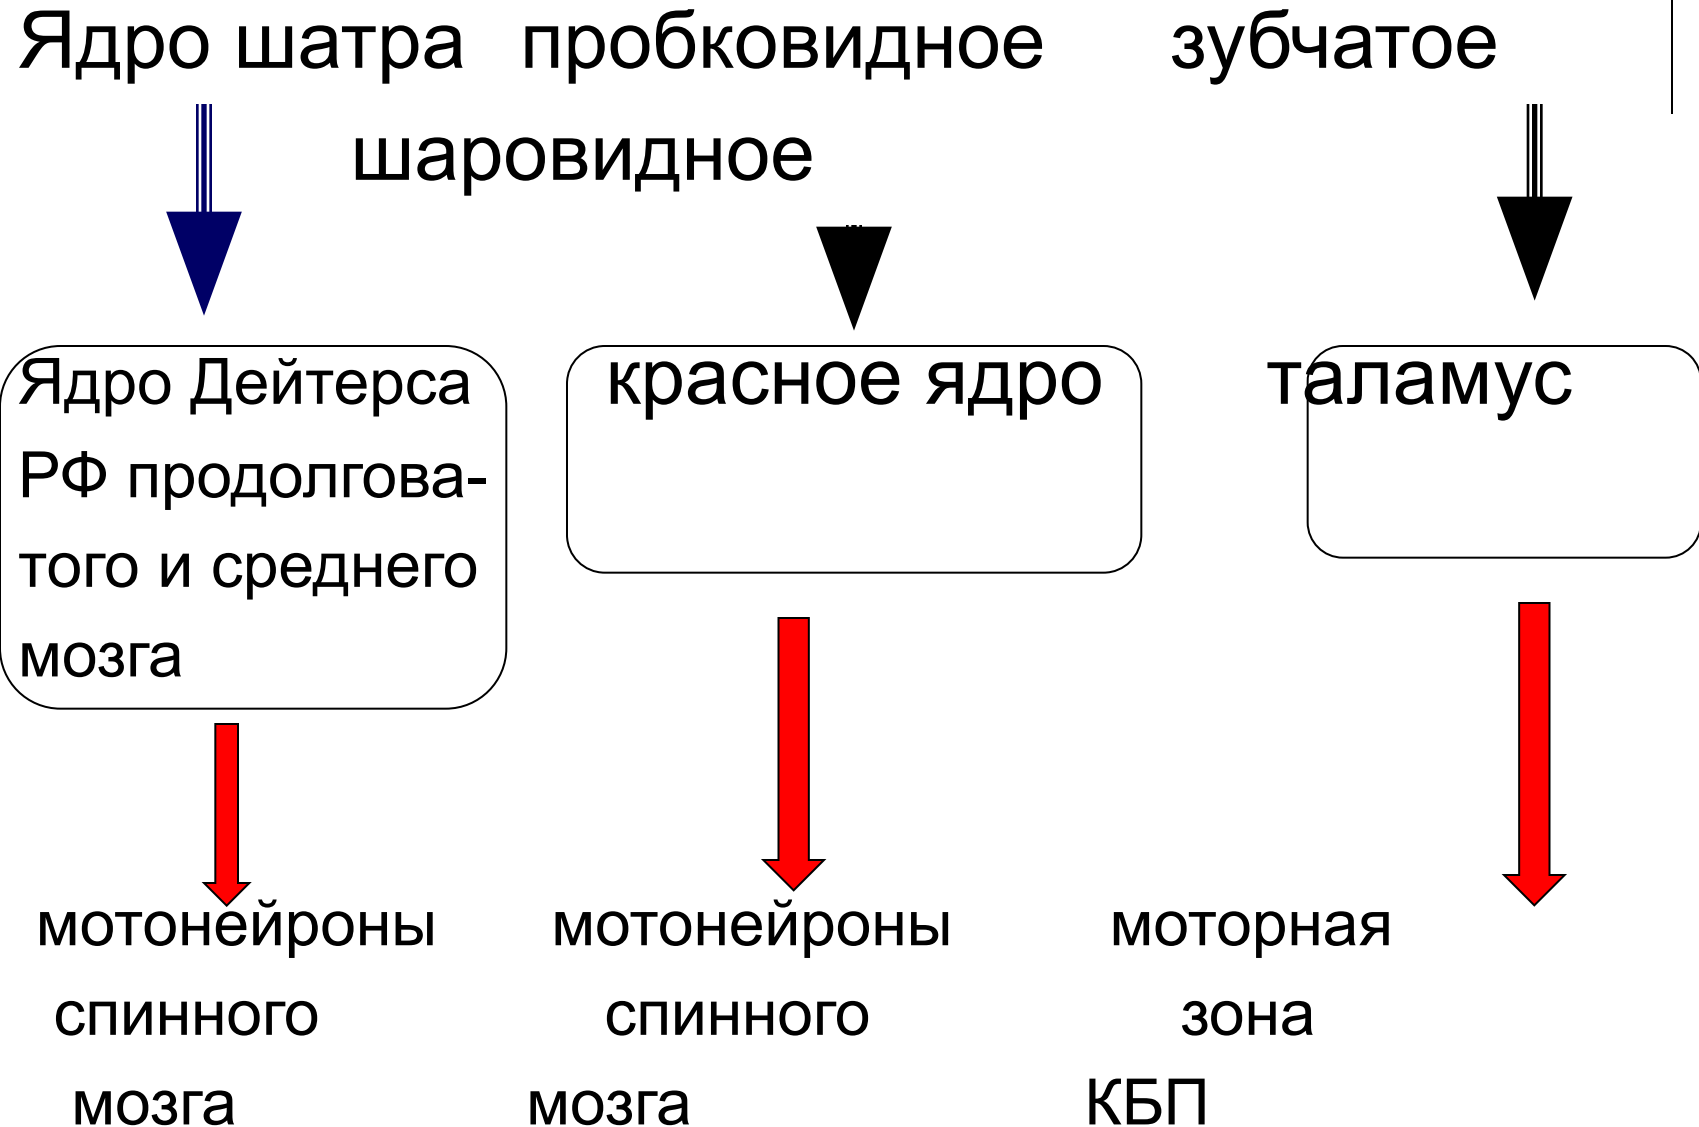 Ядро шатра пробковидное зубчатое
шаровидное
Ядро Дейтерса красное ядро таламус
РФ продолгова-
того и среднего
мозга
мотонейроны мотонейроны моторная
спинного спинного зона
мозга мозга КБП